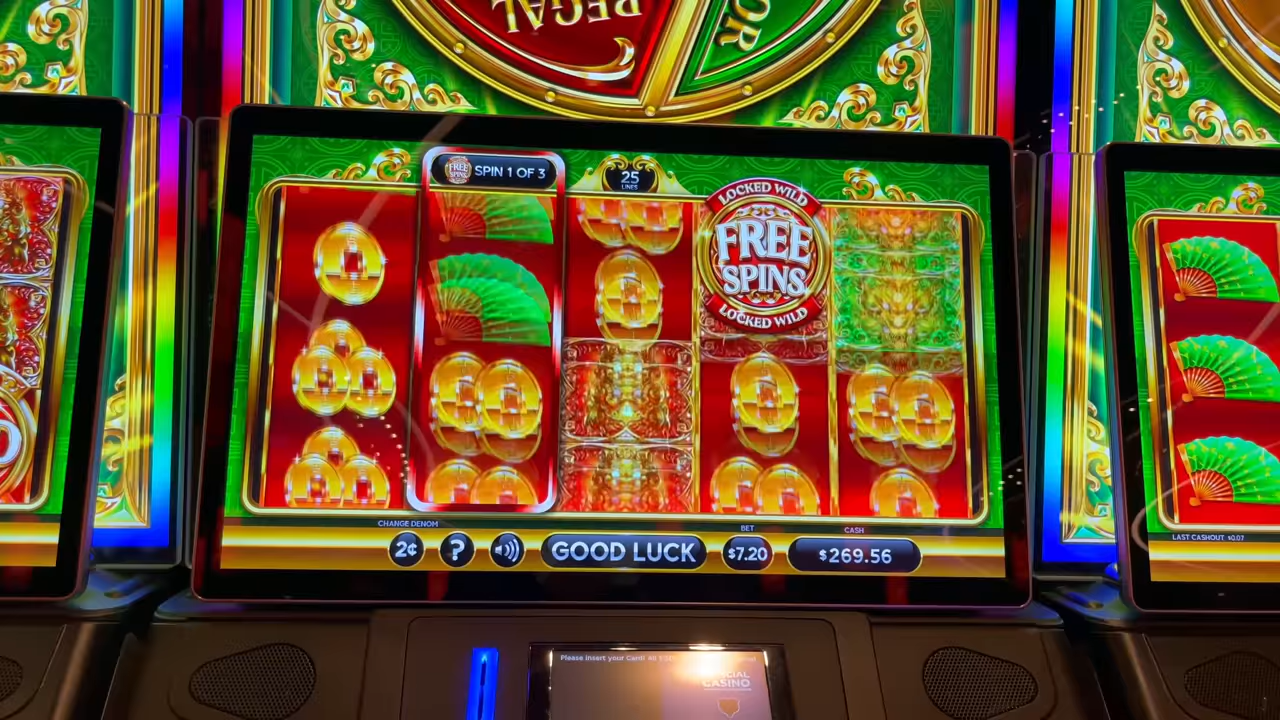 REGAL
OR
FREE
SPINS
SPIN 1 OF 3
25
LINES
LOCKED WILD
FREE
SPINS
LOCKED WILD
CHANGE DENOM
2¢
?
GOOD LUCK
BET
$7.20
CASH
$269.56
LAST CASHOUT $0.07
Please insert your Card!
CASINO